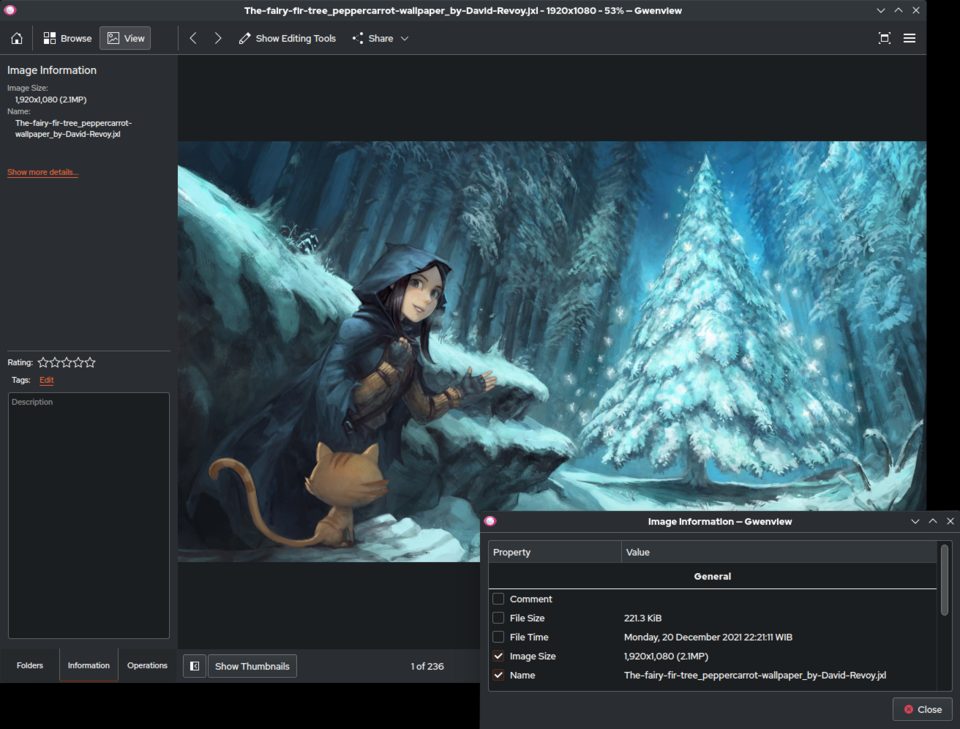 The-fairy-fir-tree_peppercarrot-wallpaper_by-David-Revoy.jxl - 1920x1080 - 53% — Gwenview
Browse
View
Show Editing Tools
Share
Image Information
Image Size:
1,920x1,080 (2.1MP)
Name:
The-fairy-fir-tree_peppercarrot-
wallpaper_by-David-Revoy.jxl
Show more details...
Rating:
Tags: Edit
Description
Folders
Information
Operations
Show Thumbnails
1 of 236
Image Information — Gwenview
Property Value
General
Comment
File Size 221.3 KiB
File Time Monday, 20 December 2021 22:21:11 WIB
Image Size 1,920x1,080 (2.1MP)
Name The-fairy-fir-tree_peppercarrot-wallpaper_by-David-Revoy.jxl
Close